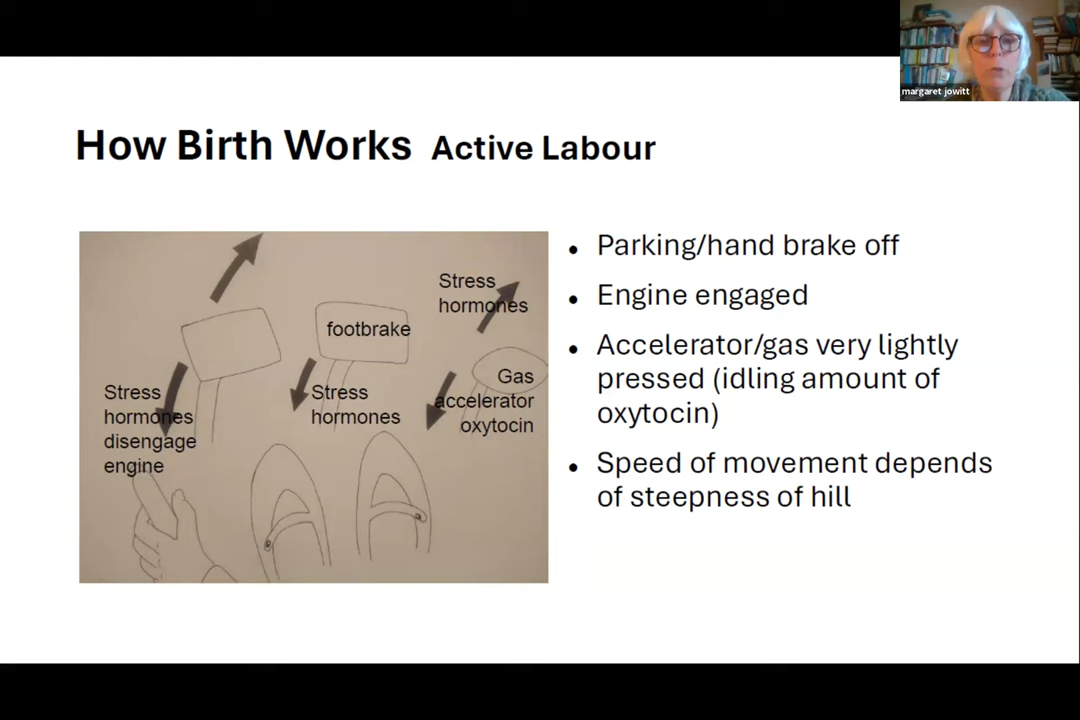 margaret jowitt
How Birth Works Active Labour
Stress
hormones
footbrake
Gas
accelerator
oxytocin
Stress
hormones
Stress
hormones
disengage
engine
• Parking/hand brake off
• Engine engaged
• Accelerator/gas very lightly
pressed (idling amount of
oxytocin)
• Speed of movement depends
of steepness of hill